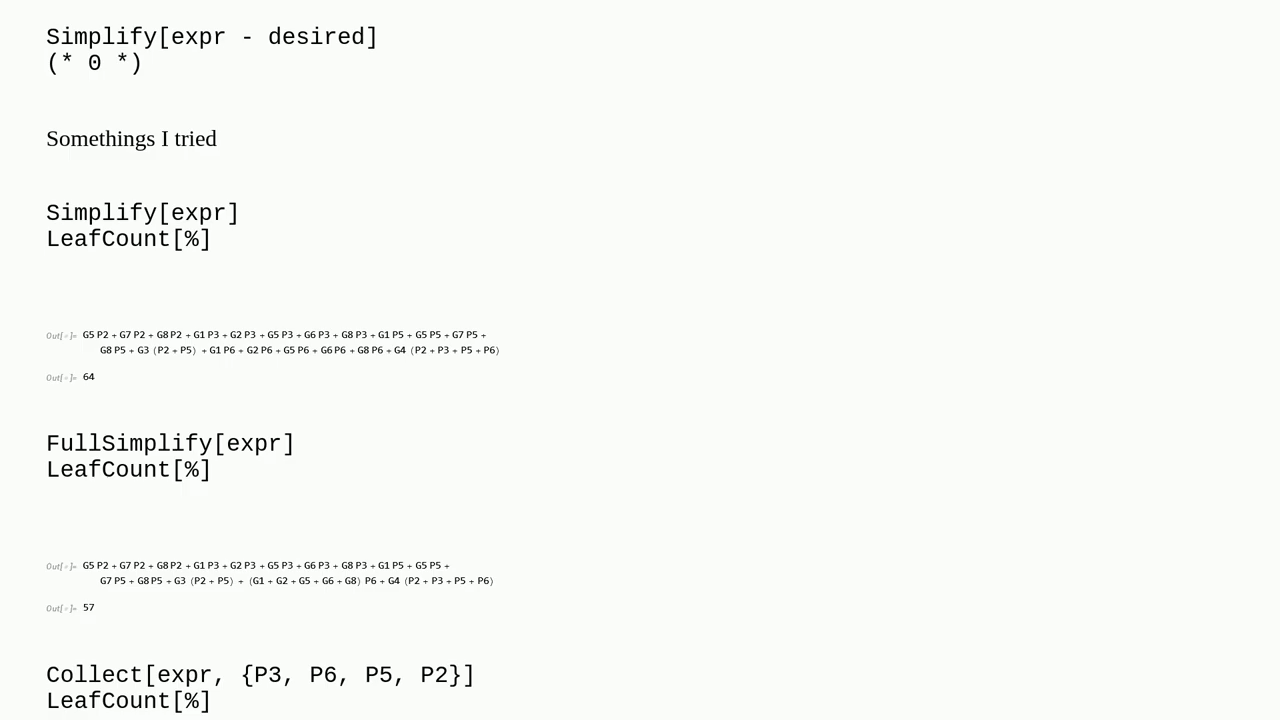 Simplify[expr - desired]
(* 0 *)
Somethings I tried
Simplify[expr]
LeafCount[%]
Out[◦]= G5 P2 + G7 P2 + G8 P2 + G1 P3 + G2 P3 + G5 P3 + G6 P3 + G8 P3 + G1 P5 + G5 P5 + G7 P5 +
G8 P5 + G3 (P2 + P5) + G1 P6 + G2 P6 + G5 P6 + G6 P6 + G8 P6 + G4 (P2 + P3 + P5 + P6)
Out[◦]= 64
FullSimplify[expr]
LeafCount[%]
Out[◦]= G5 P2 + G7 P2 + G8 P2 + G1 P3 + G2 P3 + G5 P3 + G6 P3 + G8 P3 + G1 P5 + G5 P5 +
G7 P5 + G8 P5 + G3 (P2 + P5) + (G1 + G2 + G5 + G6 + G8) P6 + G4 (P2 + P3 + P5 + P6)
Out[◦]= 57
Collect[expr, {P3, P6, P5, P2}]
LeafCount[%]